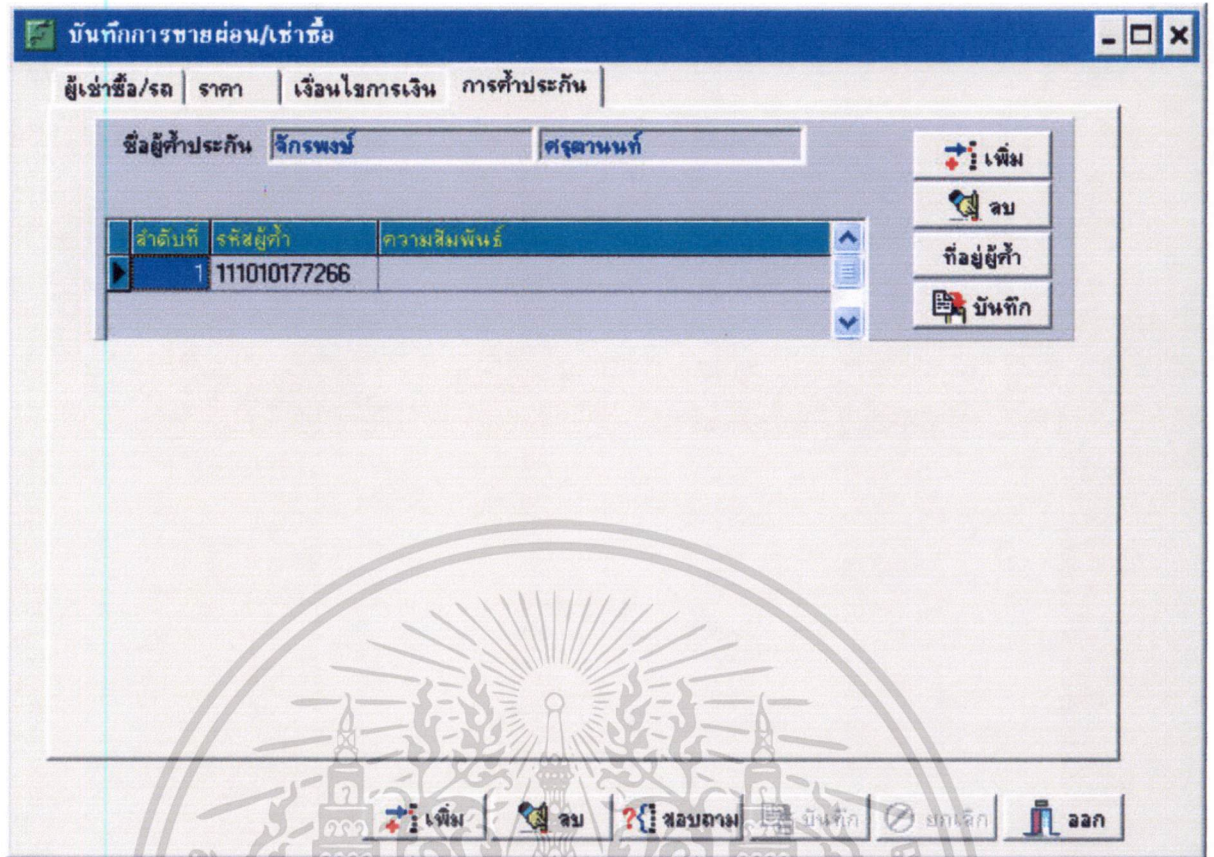 บันทึกการขายผ่อน/เช่าซื้อ
ผู้เช่าซื้อ/รถ ราคา เงื่อนไขการเงิน การค้ำประกัน
ชื่อผู้ค้ำประกัน จักรพงษ์ ศรุตานนท์
เพิ่ม
ลบ
ที่อยู่ผู้ค้ำ
บันทึก
ลำดับที่ รหัสผู้ค้ำ ความสัมพันธ์
1 111010177266
เพิ่ม ลบ สอบถาม บันทึก ยกเลิก ออก